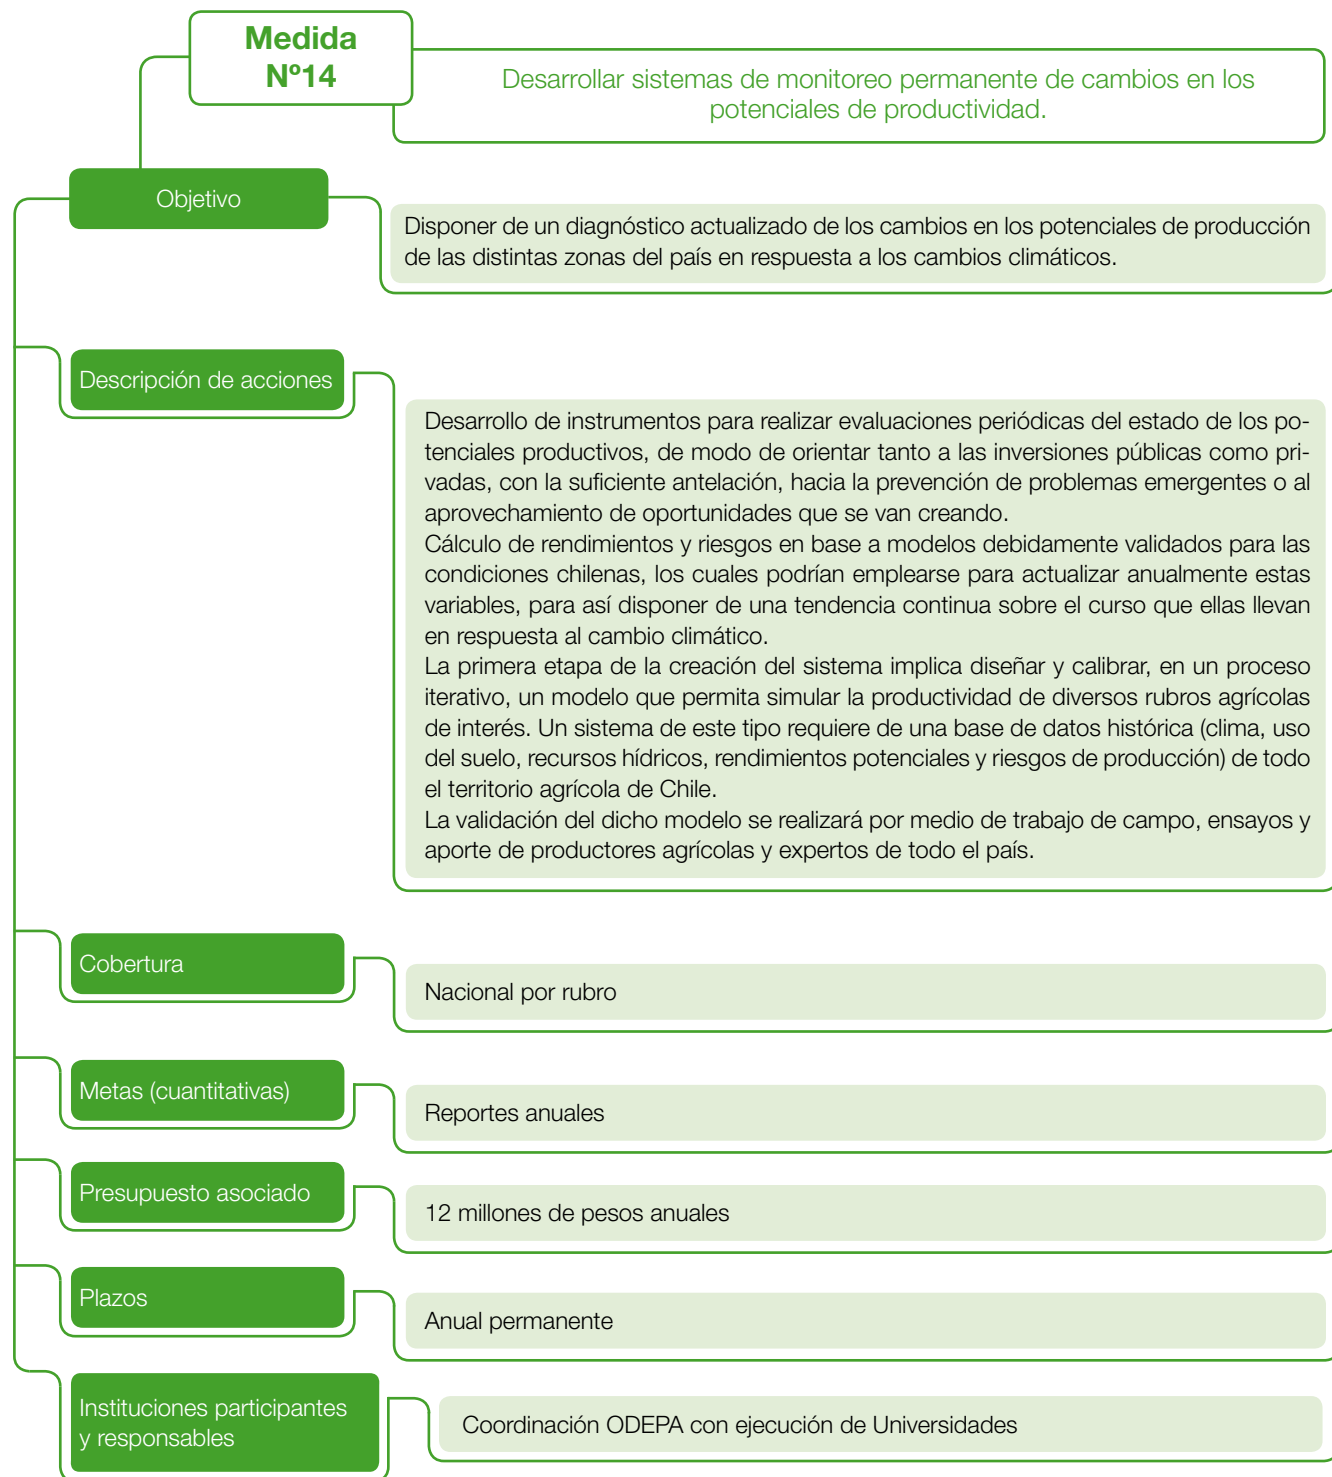 Medida
Nº14
Desarrollar sistemas de monitoreo permanente de cambios en los
potenciales de productividad.
Objetivo
Disponer de un diagnóstico actualizado de los cambios en los potenciales de producción
de las distintas zonas del país en respuesta a los cambios climáticos.
Descripción de acciones
Desarrollo de instrumentos para realizar evaluaciones periódicas del estado de los po-
tenciales productivos, de modo de orientar tanto a las inversiones públicas como pri-
vadas, con la suficiente antelación, hacia la prevención de problemas emergentes o al
aprovechamiento de oportunidades que se van creando.
Cálculo de rendimientos y riesgos en base a modelos debidamente validados para las
condiciones chilenas, los cuales podrían emplearse para actualizar anualmente estas
variables, para así disponer de una tendencia continua sobre el curso que ellas llevan
en respuesta al cambio climático.
La primera etapa de la creación del sistema implica diseñar y calibrar, en un proceso
iterativo, un modelo que permita simular la productividad de diversos rubros agrícolas
de interés. Un sistema de este tipo requiere de una base de datos histórica (clima, uso
del suelo, recursos hídricos, rendimientos potenciales y riesgos de producción) de todo
el territorio agrícola de Chile.
La validación del dicho modelo se realizará por medio de trabajo de campo, ensayos y
aporte de productores agrícolas y expertos de todo el país.
Cobertura
Nacional por rubro
Metas (cuantitativas)
Reportes anuales
Presupuesto asociado
12 millones de pesos anuales
Plazos
Anual permanente
Instituciones participantes
y responsables
Coordinación ODEPA con ejecución de Universidades